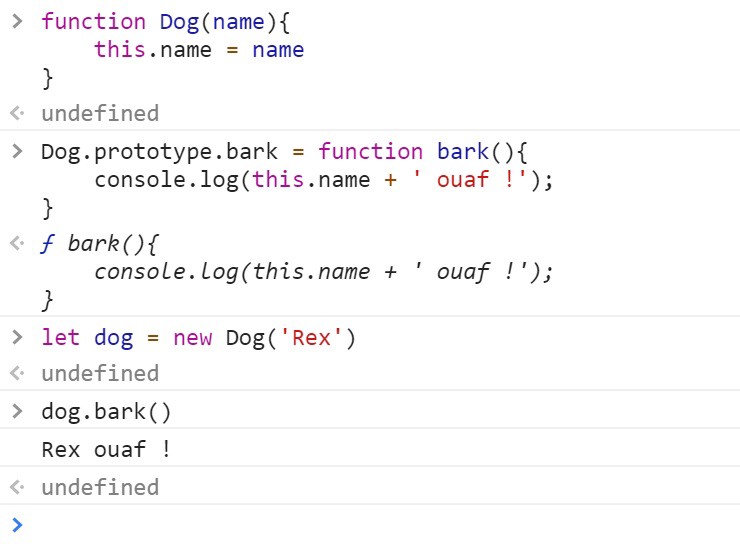 > function Dog(name){
    this.name = name
}
<· undefined
> Dog.prototype.bark = function bark(){
    console.log(this.name + ' ouaf !');
}
<· ƒ bark(){
    console.log(this.name + ' ouaf !');
}
> let dog = new Dog('Rex')
<· undefined
> dog.bark()
Rex ouaf !
<· undefined
>